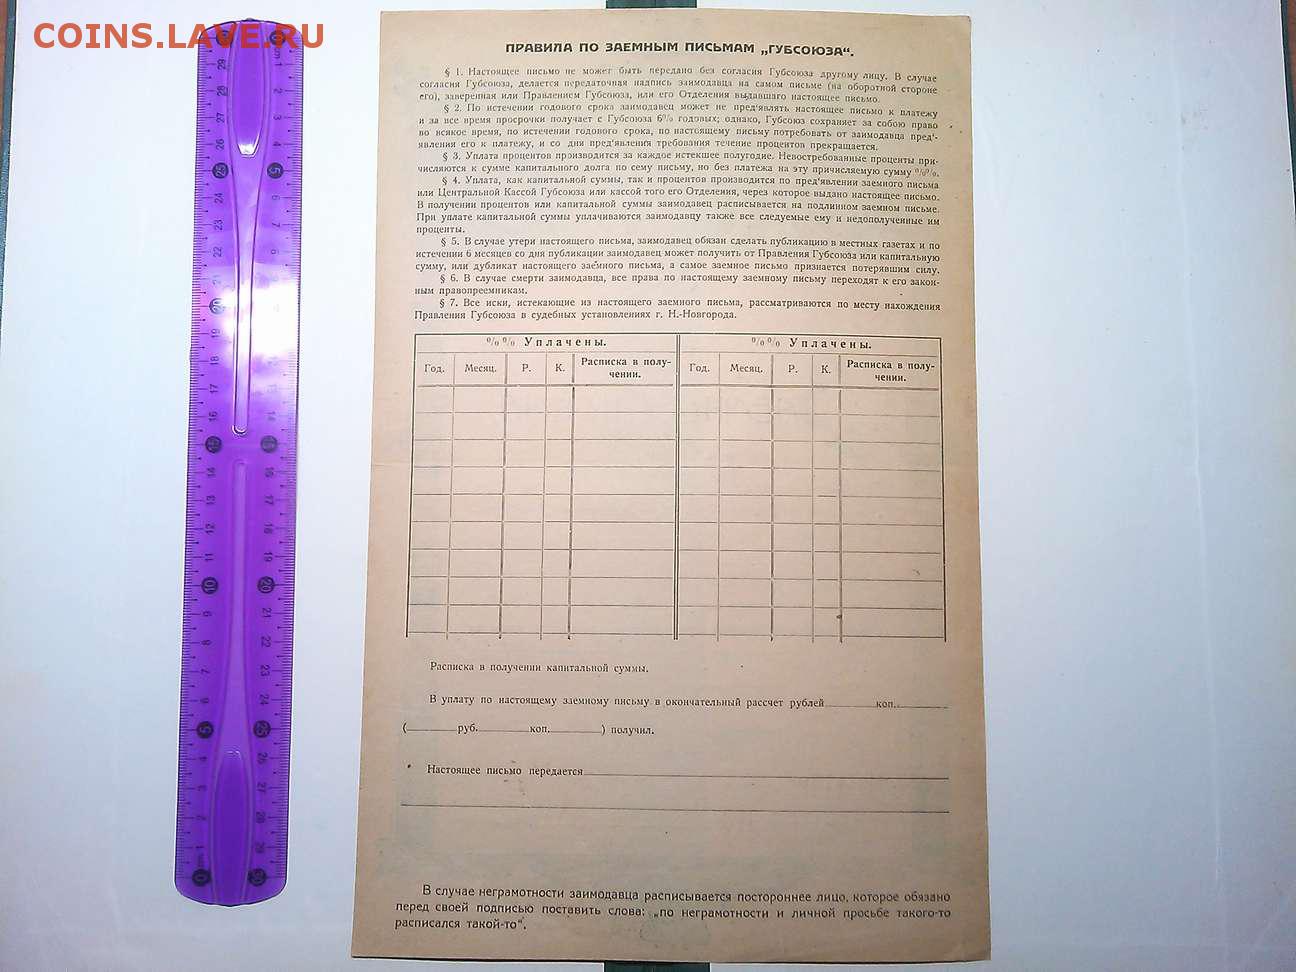 COINS.LAVE.RU
ПРАВИЛА ПО ЗАЕМНЫМ ПИСЬМАМ „ГУБСОЮЗА“.
§ 1. Настоящее письмо не может быть передано без согласия Губсоюза другому лицу. В случае
согласия Губсоюза, делается передаточная надпись заимодавца на самом письме (на оборотной стороне
его), заверенная или Правлением Губсоюза, или его Отделения выдавшего настоящее письмо.
§ 2. По истечении годового срока заимодавец может не пред'являть настоящее письмо к платежу
и за все время просрочки получает с Губсоюза 6% годовых; однако, Губсоюз сохраняет за собою право
во всякое время, по истечении годового срока, по настоящему письму потребовать от заимодавца пред'-
явления его к платежу, и со дня пред'явления требования течение процентов прекращается.
§ 3. Уплата процентов производится за каждое истекшее полугодие. Невостребованные проценты при-
числяются к сумме капитального долга по сему письму, но без платежа на эту причисляемую сумму %%.
§ 4. Уплата, как капитальной суммы, так и процентов производится по пред'явлении заемного письма
или Центральной Кассой Губсоюза или кассой того его Отделения, через которое выдано настоящее письмо.
В получении процентов или капитальной суммы заимодавец расписывается на подлинном заемном письме.
При уплате капитальной суммы уплачиваются заимодавцу также все следуемые ему и недополученные им
проценты.
§ 5. В случае утери настоящего письма, заимодавец обязан сделать публикацию в местных газетах и по
истечении 6 месяцев со дня публикации заимодавец может получить от Правления Губсоюза или капитальную
сумму, или дубликат настоящего заемного письма, а самое заемное письмо признается потерявшим силу.
§ 6. В случае смерти заимодавца, все права по настоящему заемному письму переходят к его закон-
ным правопреемникам.
§ 7. Все иски, истекающие из настоящего заемного письма, рассматриваются по месту нахождения
Правления Губсоюза в судебных установлениях г. Н.-Новгорода.
%% Уплачены. %% Уплачены.
Год. Месяц. Р. К. Расписка в полу- Год. Месяц. Р. К. Расписка в полу-
чении. чении.
Расписка в получении капитальной суммы.
В уплату по настоящему заемному письму в окончательный рассчет рублей коп.
( руб. коп. ) получил.
Настоящее письмо передается
В случае неграмотности заимодавца расписывается постороннее лицо, которое обязано
перед своей подписью поставить слова: „по неграмотности и личной просьбе такого-то
расписался такой-то“.